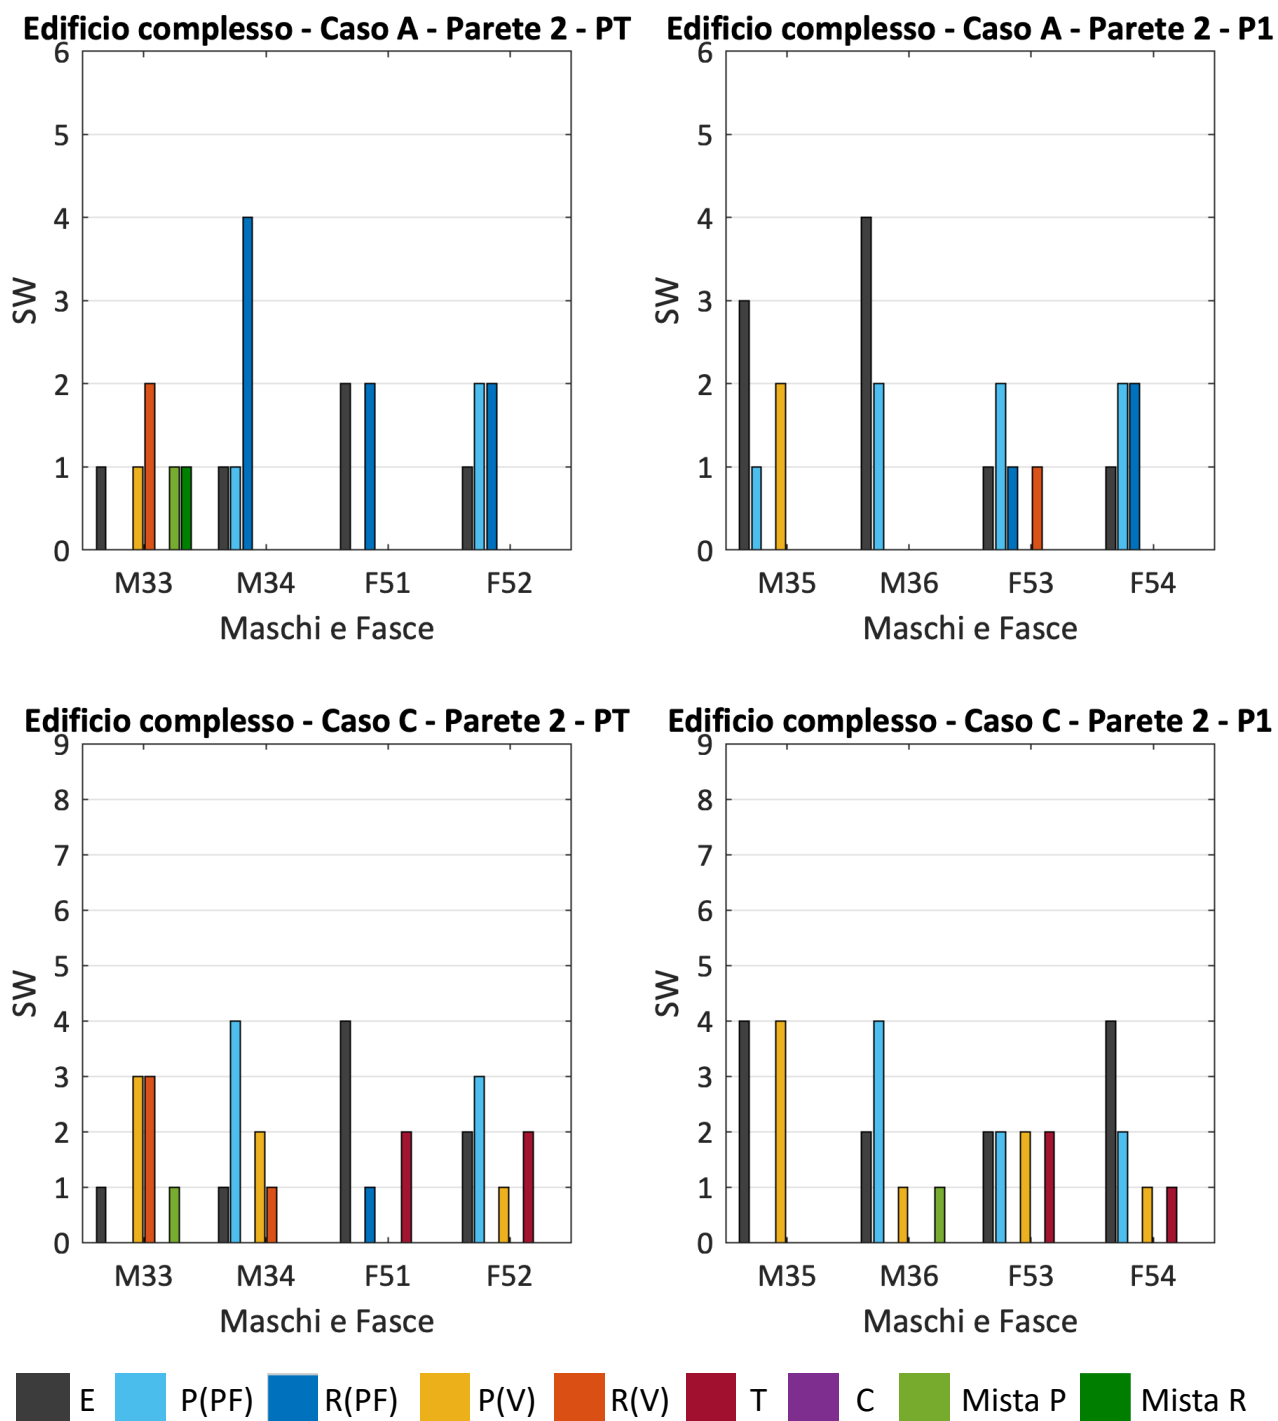 Edificio complesso - Caso A - Parete 2 - PT
6
5
4
3
2
1
0
SW
M33 M34 F51 F52
Maschi e Fasce
Edificio complesso - Caso A - Parete 2 - P1
6
5
4
3
2
1
0
SW
M35 M36 F53 F54
Maschi e Fasce
Edificio complesso - Caso C - Parete 2 - PT
9
8
7
6
5
4
3
2
1
0
SW
M33 M34 F51 F52
Maschi e Fasce
Edificio complesso - Caso C - Parete 2 - P1
9
8
7
6
5
4
3
2
1
0
SW
M35 M36 F53 F54
Maschi e Fasce
E P(PF) R(PF) P(V) R(V) T C Mista P Mista R